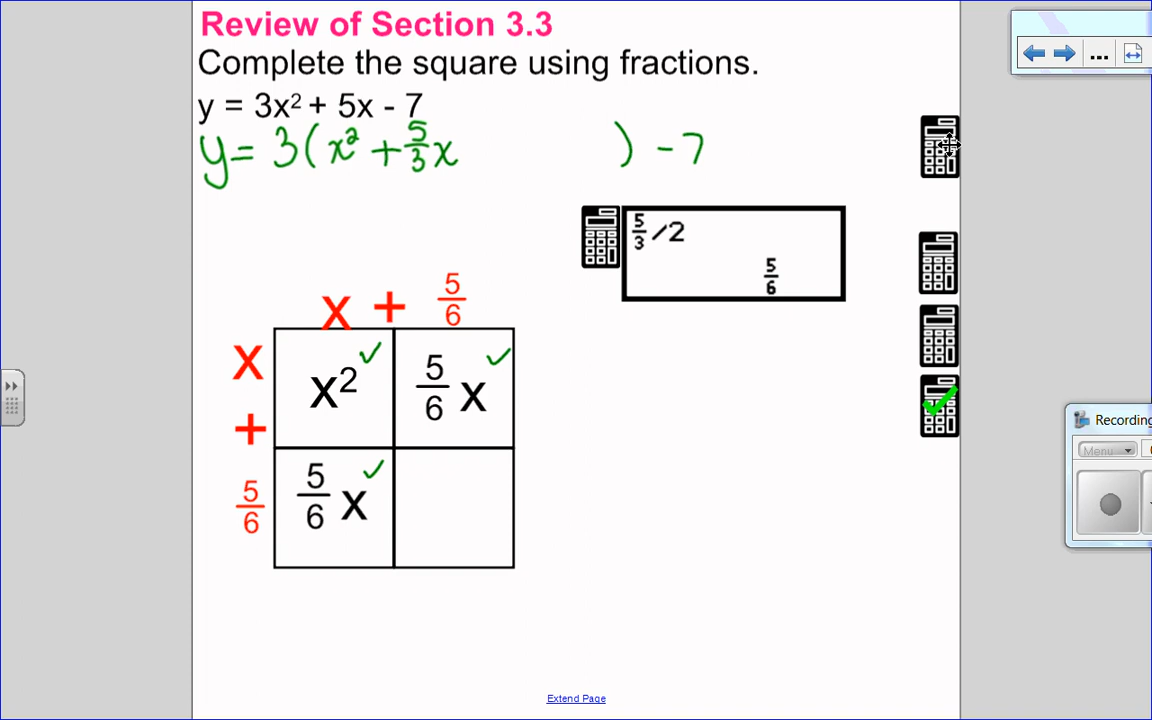 Review of Section 3.3
Complete the square using fractions.
y = 3x² + 5x - 7
y = 3(x² + 5/3 x ) - 7
5/3 /2
5/6
x + 5/6
x
x² ✓ 5/6 x ✓
+
5/6 5/6 x ✓
...
Recording
Menu
Extend Page